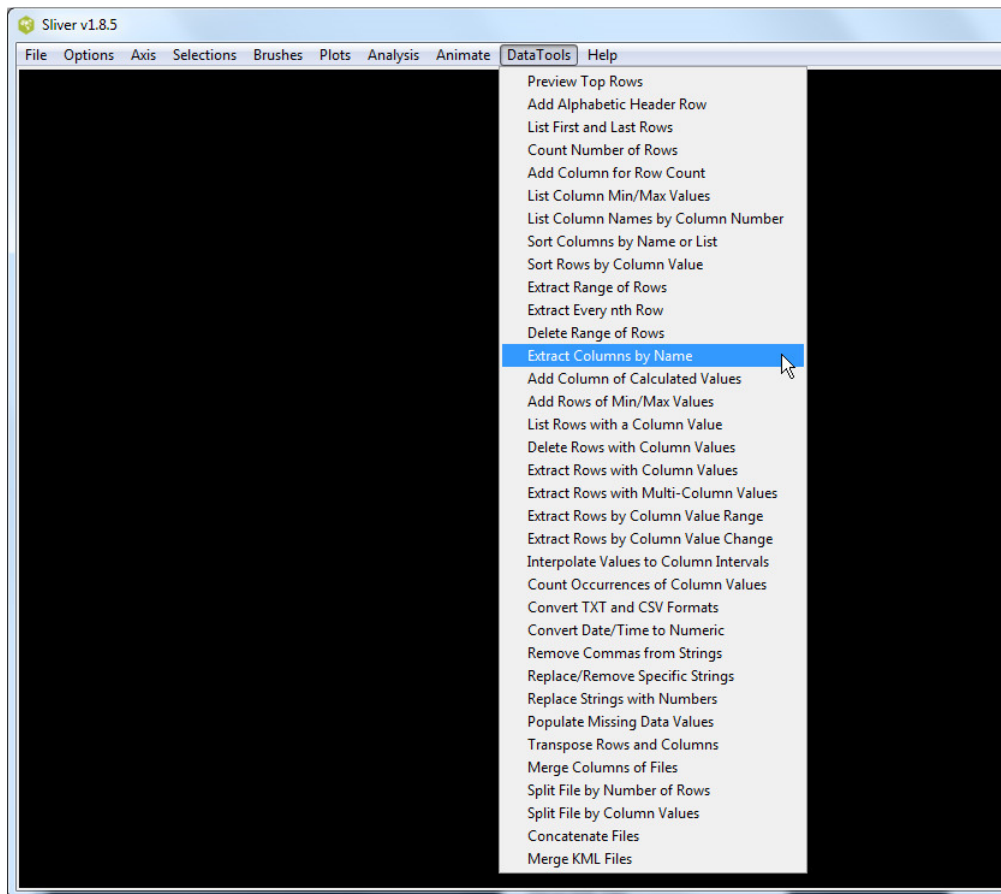 Sliver v1.8.5
File Options Axis Selections Brushes Plots Analysis Animate DataTools Help
Preview Top Rows
Add Alphabetic Header Row
List First and Last Rows
Count Number of Rows
Add Column for Row Count
List Column Min/Max Values
List Column Names by Column Number
Sort Columns by Name or List
Sort Rows by Column Value
Extract Range of Rows
Extract Every nth Row
Delete Range of Rows
Extract Columns by Name
Add Column of Calculated Values
Add Rows of Min/Max Values
List Rows with a Column Value
Delete Rows with Column Values
Extract Rows with Column Values
Extract Rows with Multi-Column Values
Extract Rows by Column Value Range
Extract Rows by Column Value Change
Interpolate Values to Column Intervals
Count Occurrences of Column Values
Convert TXT and CSV Formats
Convert Date/Time to Numeric
Remove Commas from Strings
Replace/Remove Specific Strings
Replace Strings with Numbers
Populate Missing Data Values
Transpose Rows and Columns
Merge Columns of Files
Split File by Number of Rows
Split File by Column Values
Concatenate Files
Merge KML Files